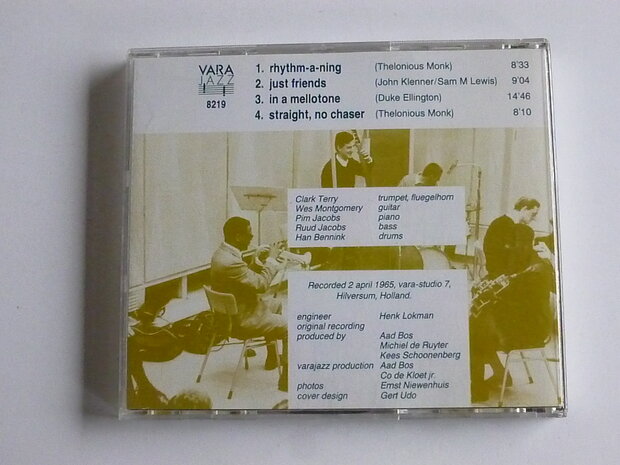 VARA
JAZZ
8219
1. rhythm-a-ning (Thelonious Monk) 8'33
2. just friends (John Klenner/Sam M Lewis) 9'04
3. in a mellotone (Duke Ellington) 14'46
4. straight, no chaser (Thelonious Monk) 8'10
Clark Terry trumpet, fluegelhorn
Wes Montgomery guitar
Pim Jacobs piano
Ruud Jacobs bass
Han Bennink drums
Recorded 2 april 1965, vara-studio 7,
Hilversum, Holland.
engineer Henk Lokman
original recording
produced by Aad Bos
Michiel de Ruyter
Kees Schoonenberg
varajazz production Aad Bos
Co de Kloet jr.
photos Ernst Niewenhuis
cover design Gert Udo